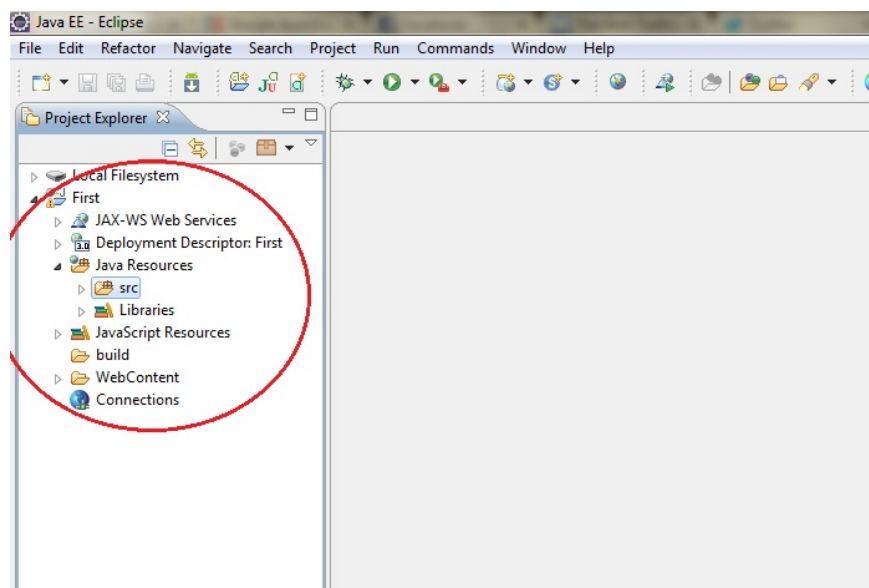 Java EE - Eclipse
File Edit Refactor Navigate Search Project Run Commands Window Help
Project Explorer
Local Filesystem
First
JAX-WS Web Services
3.0 Deployment Descriptor: First
Java Resources
src
Libraries
JavaScript Resources
build
WebContent
Connections